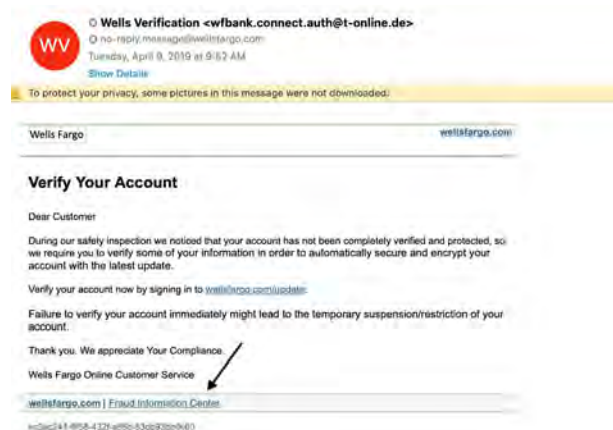 Wells Verification <wfbank.connect.auth@t-online.de>
WV
no-reply.message@wellsfargo.com
Tuesday, April 9, 2019 at 9:52 AM
Show Details
To protect your privacy, some pictures in this message were not downloaded.
Wells Fargo wellsfargo.com
Verify Your Account
Dear Customer
During our safety inspection we noticed that your account has not been completely verified and protected, so
we require you to verify some of your information in order to automatically secure and encrypt your
account with the latest update.
Verify your account now by signing in to wellsfargo.com/update.
Failure to verify your account immediately might lead to the temporary suspension/restriction of your
account.
Thank you. We appreciate Your Compliance.
Wells Fargo Online Customer Service
wellsfargo.com | Fraud Information Center